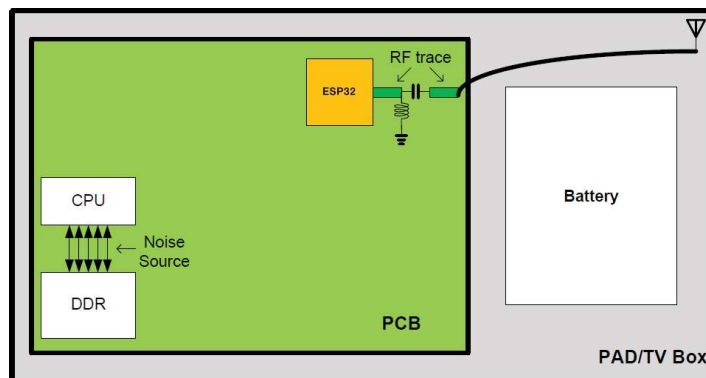 RF trace
ESP32
CPU
Noise
Source
DDR
Battery
PCB
PAD/TV Box